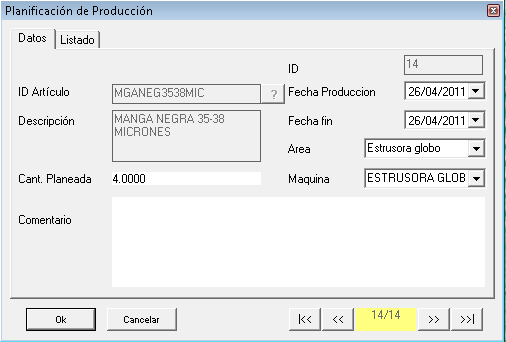 Planificación de Producción
Datos
Listado
ID
14
ID Artículo
MGANEG3538MIC
?
Fecha Produccion
26/04/2011
Descripción
MANGA NEGRA 35-38
MICRONES
Fecha fin
26/04/2011
Area
Estrusora globo
Cant. Planeada
4.0000
Maquina
ESTRUSORA GLOB
Comentario
Ok
Cancelar
|<<
<<
14/14
>>
>>|